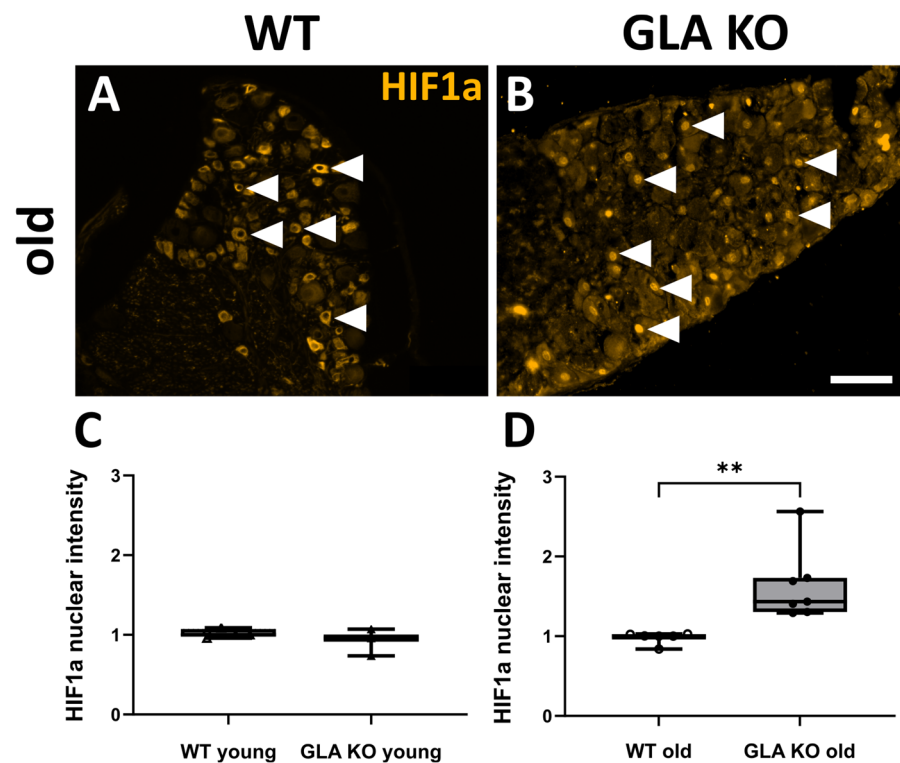 WT
GLA KO
old
A
HIF1a
B
C
HIF1a nuclear intensity
3
2
1
0
WT young
GLA KO young
D
HIF1a nuclear intensity
**
3
2
1
0
WT old
GLA KO old